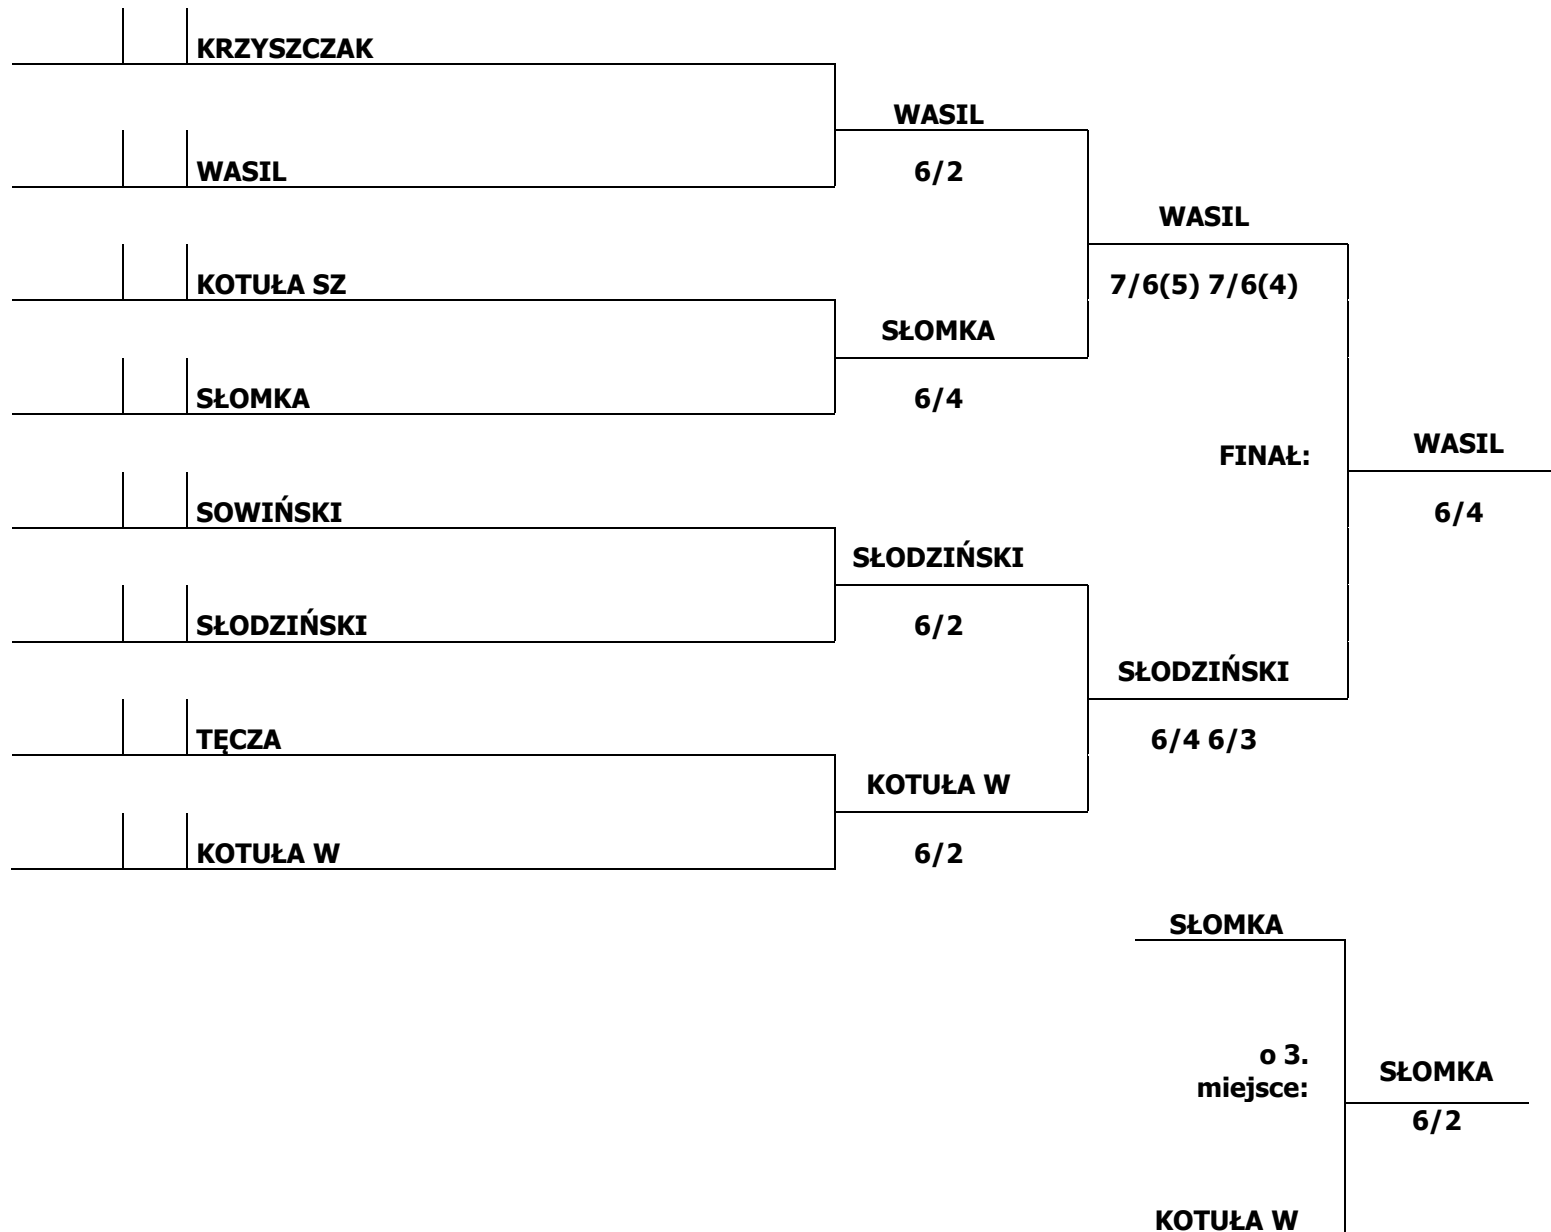 KRZYSZCZAK
WASIL
WASIL
6/2
WASIL
KOTUŁA SZ
7/6(5) 7/6(4)
SŁOMKA
SŁOMKA
6/4
WASIL
FINAŁ:
SOWIŃSKI
6/4
SŁODZIŃSKI
SŁODZIŃSKI
6/2
SŁODZIŃSKI
TĘCZA
6/4 6/3
KOTUŁA W
KOTUŁA W
6/2
SŁOMKA
o 3.
miejsce:
SŁOMKA
6/2
KOTUŁA W